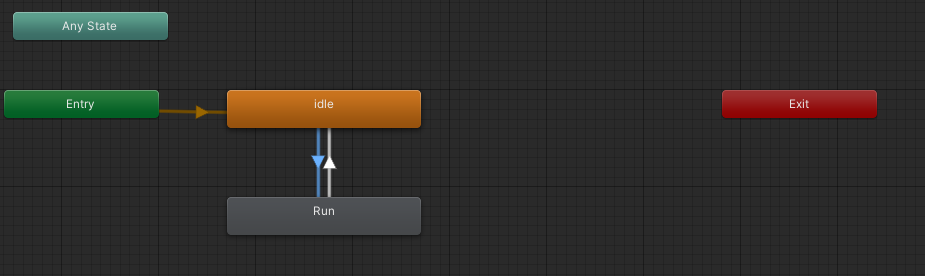 Any State
Entry
idle
Exit
Run